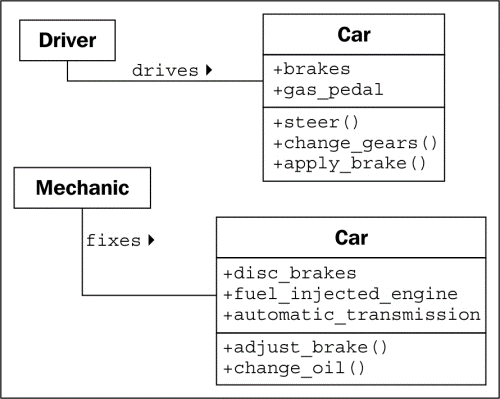 Driver
drives
Car
+brakes
+gas_pedal
+steer()
+change_gears()
+apply_brake()
Mechanic
fixes
Car
+disc_brakes
+fuel_injected_engine
+automatic_transmission
+adjust_brake()
+change_oil()